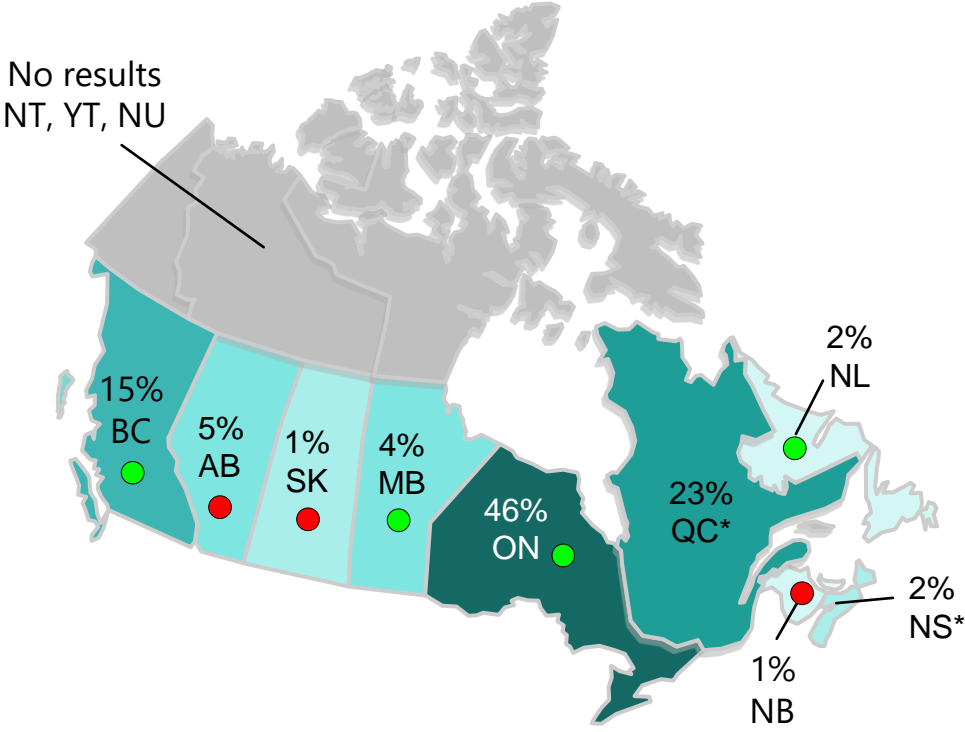 No results
NT, YT, NU
2%
NL
15%
BC
5%
AB
1%
SK
4%
MB
46%
ON
23%
QC*
2%
NS*
1%
NB